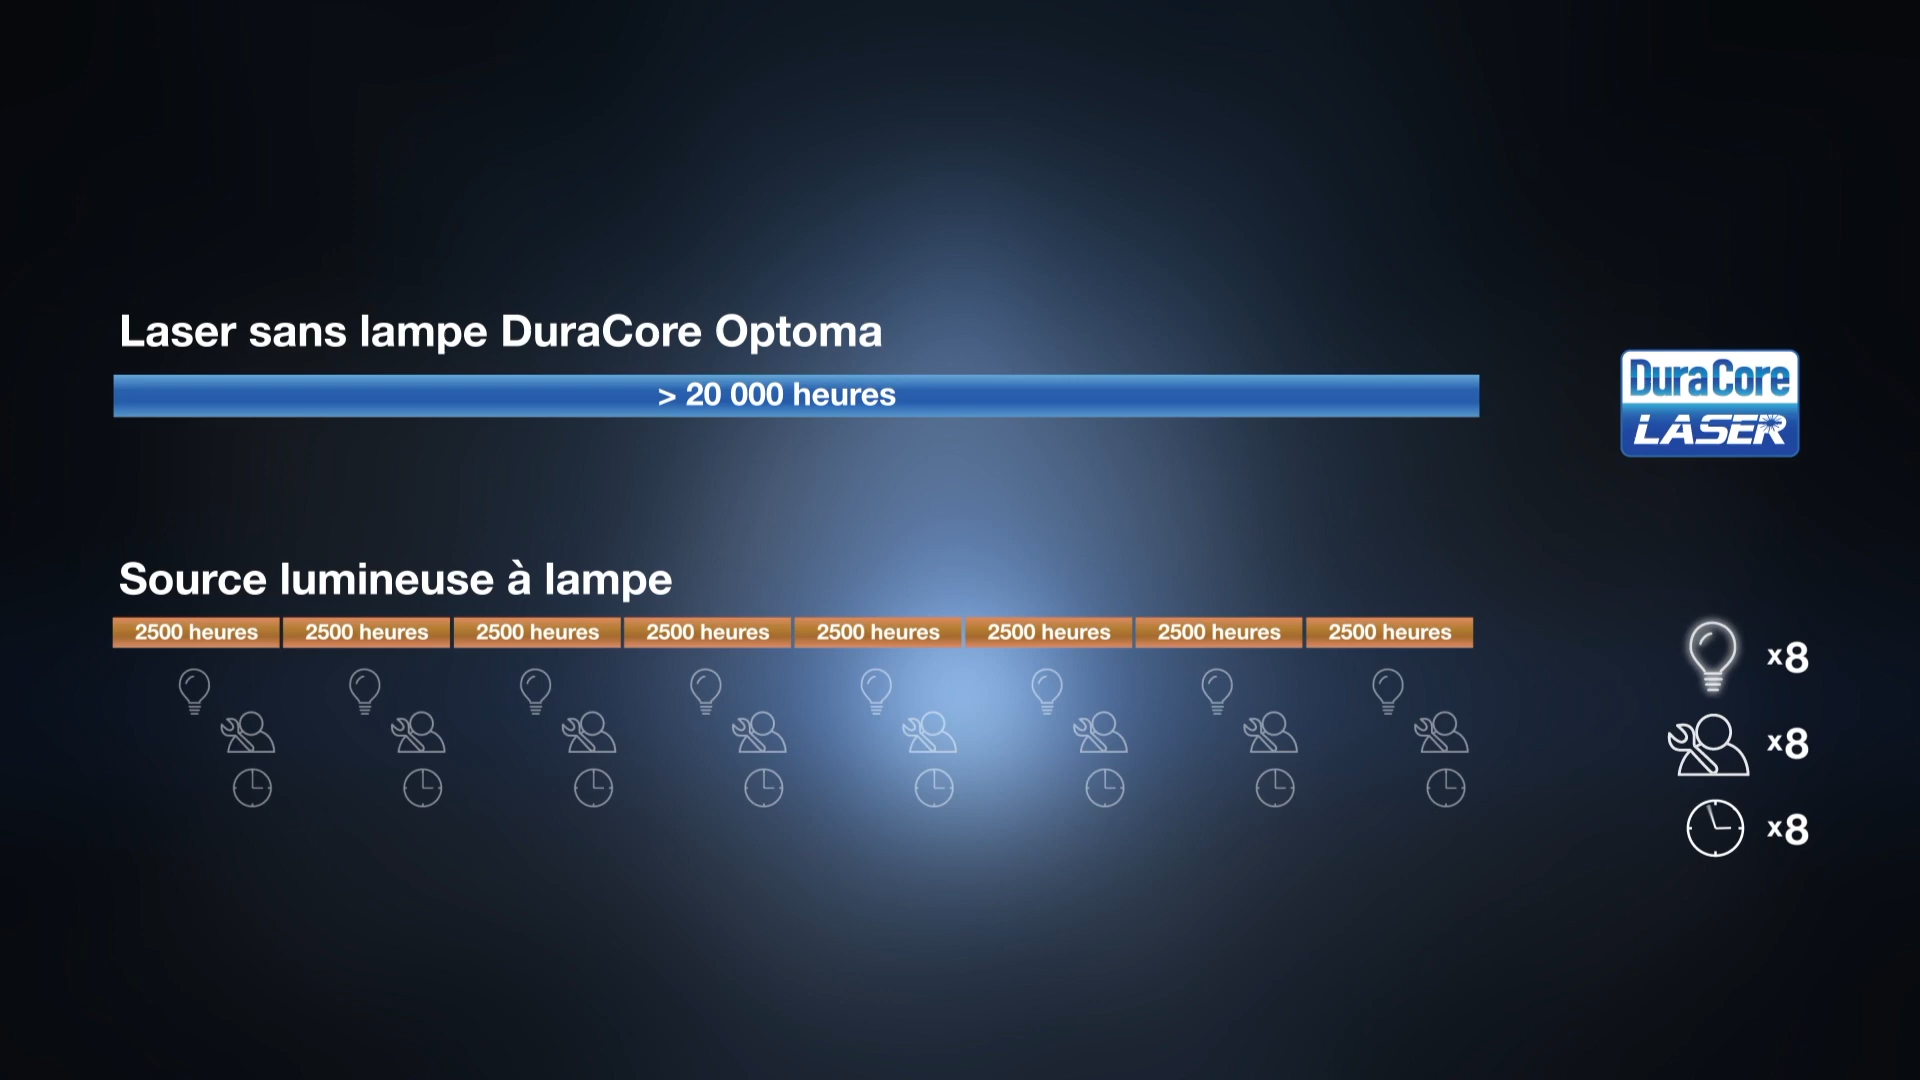 Laser sans lampe DuraCore Optoma
> 20 000 heures
DuraCore
LASER
Source lumineuse à lampe
2500 heures 2500 heures 2500 heures 2500 heures 2500 heures 2500 heures 2500 heures 2500 heures
x8
x8
x8